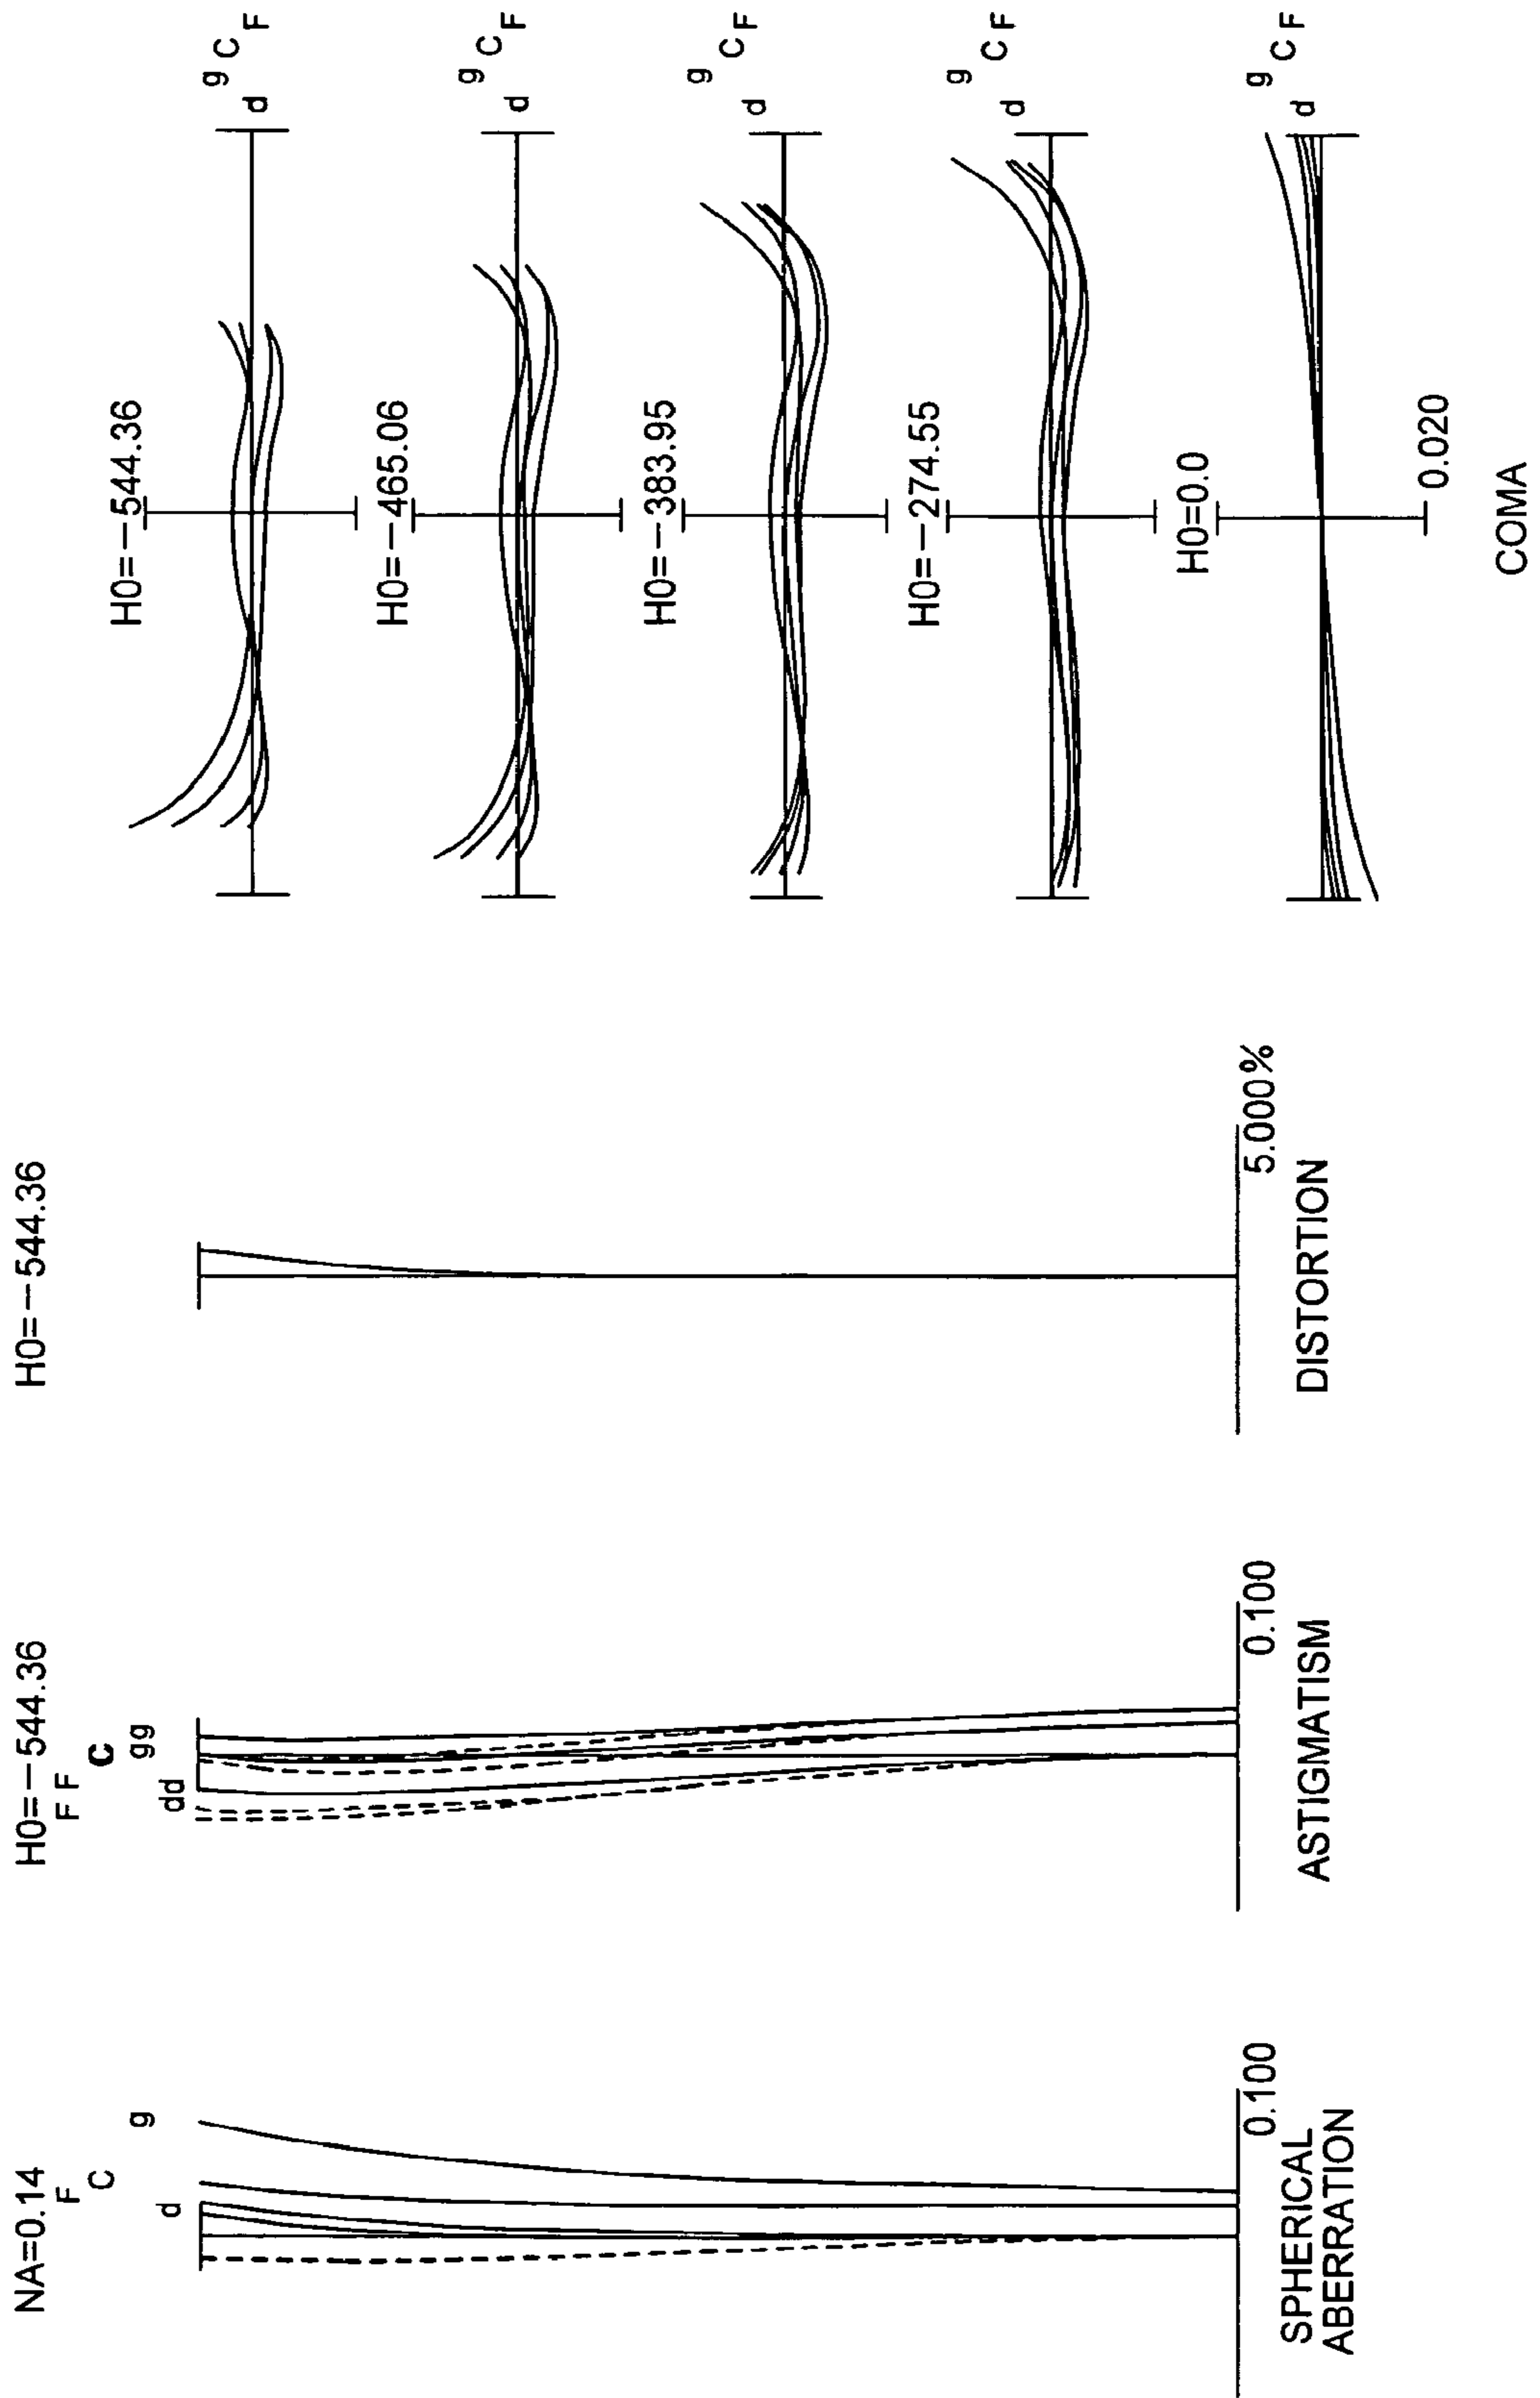 NA=0.14
F
C
d
g
0.100
SPHERICAL
ABERRATION
H0=−544.36
F F
C
dd
gg
0.100
ASTIGMATISM
H0=−544.36
5.000%
DISTORTION
H0=−544.36
g
C
F
d
H0=−465.06
g
C
F
d
H0=−383.95
g
C
F
d
H0=−274.55
g
C
F
d
H0=0.0
g
C
F
d
0.020
COMA